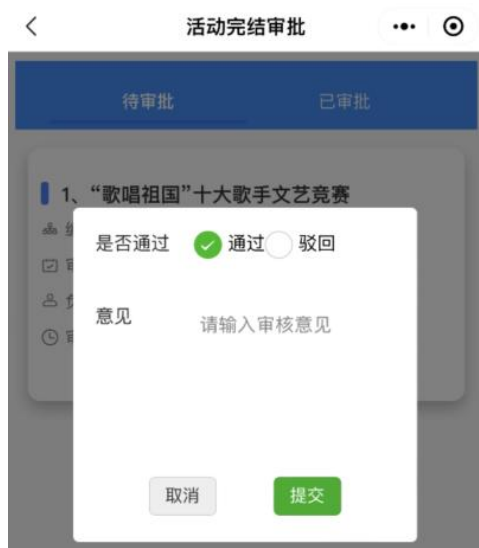 活动完结审批
待审批 已审批
1、“歌唱祖国”十大歌手文艺竞赛
是否通过 通过 驳回
意见 请输入审核意见
取消 提交